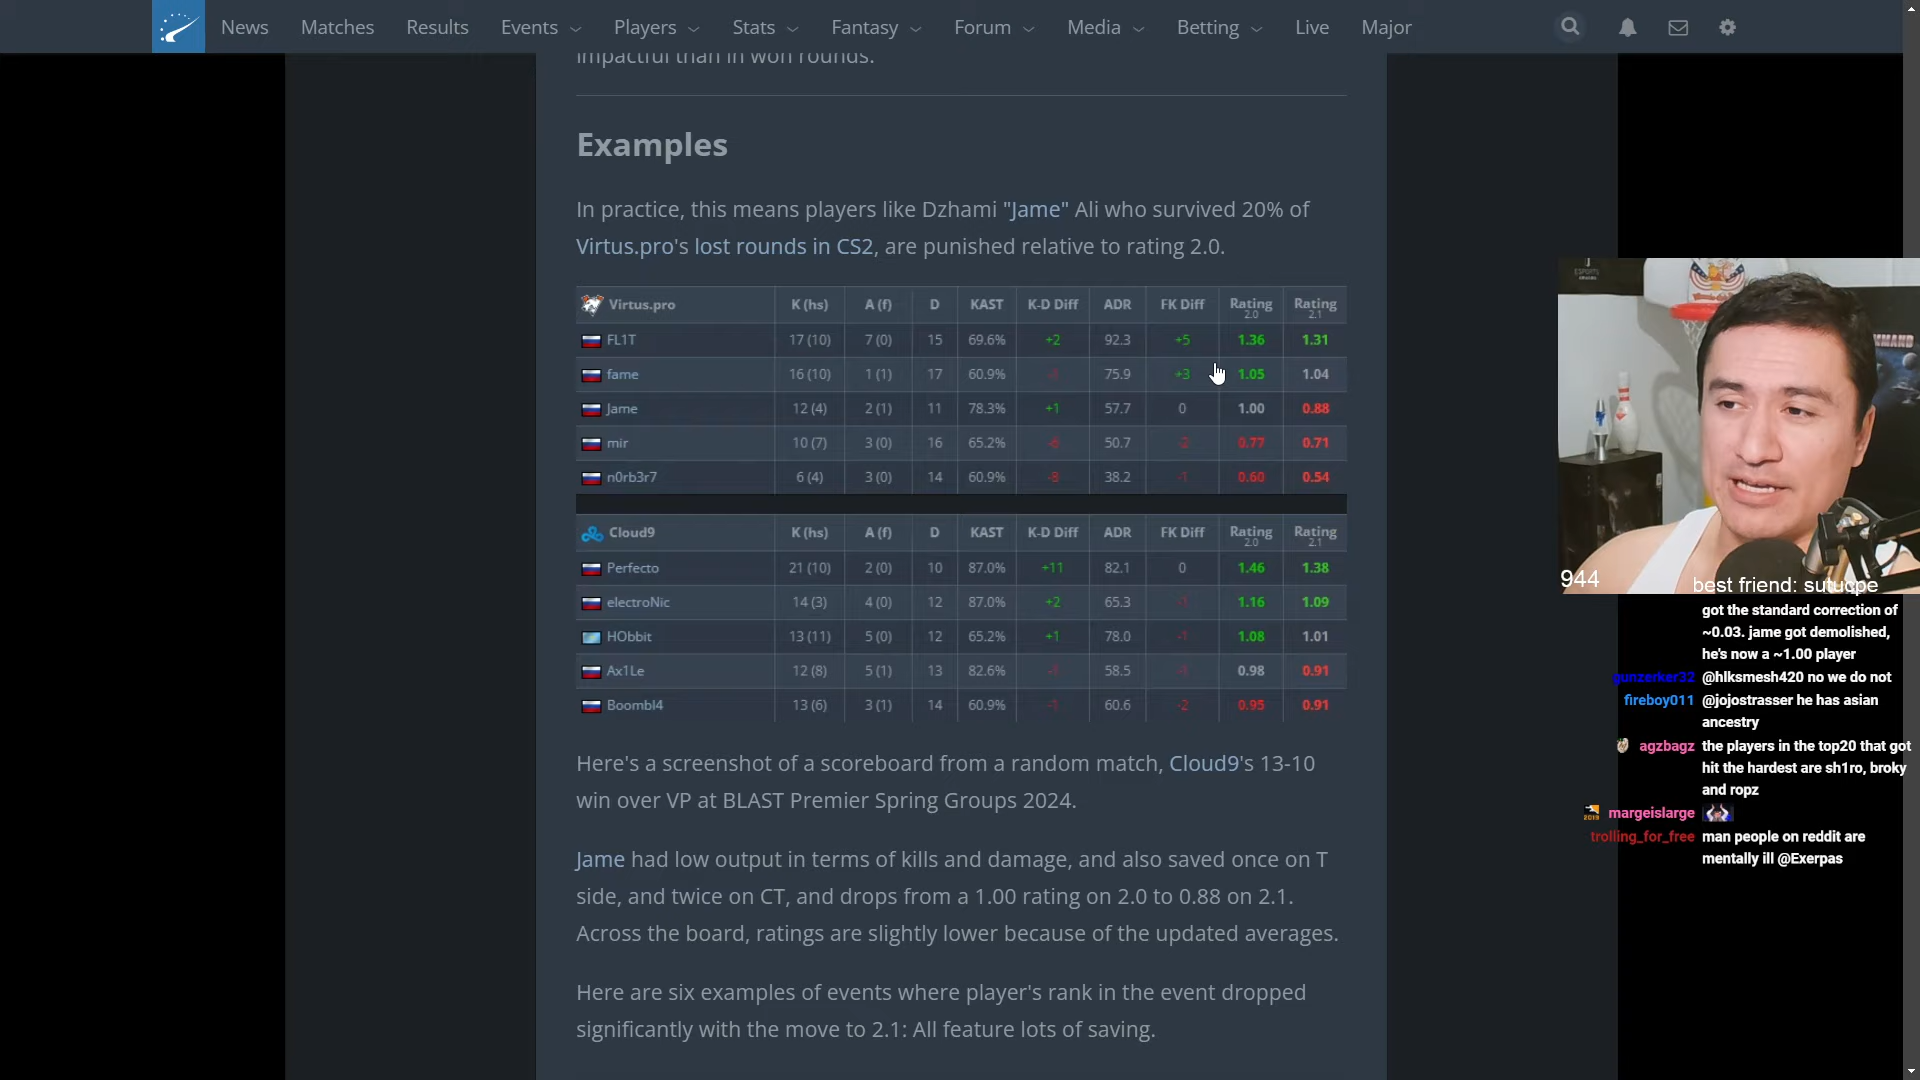 News Matches Results Events Players Stats Fantasy Forum Media Betting Live Major
impactful than in won rounds.
Examples
In practice, this means players like Dzhami "Jame" Ali who survived 20% of
Virtus.pro's lost rounds in CS2, are punished relative to rating 2.0.
Virtus.pro K (hs) A (f) D KAST K-D Diff ADR FK Diff Rating 2.0 Rating 2.1
FL1T 17 (10) 7 (0) 15 69.6% +2 92.3 +5 1.36 1.31
fame 16 (10) 1 (1) 17 60.9% 75.9 +3 1.05 1.04
Jame 12 (4) 2 (1) 11 78.3% +1 57.7 0 1.00 0.88
mir 10 (7) 3 (0) 16 65.2% -6 50.7 -2 0.77 0.71
n0rb3r7 6 (4) 3 (0) 14 60.9% -8 38.2 -1 0.60 0.54
Cloud9 K (hs) A (f) D KAST K-D Diff ADR FK Diff Rating 2.0 Rating 2.1
Perfecto 21 (10) 2 (0) 10 87.0% +11 82.1 0 1.46 1.38
electroNic 14 (3) 4 (0) 12 87.0% +2 65.3 -1 1.16 1.09
HObbit 13 (11) 5 (0) 12 65.2% +1 78.0 -1 1.08 1.01
Ax1Le 12 (8) 5 (1) 13 82.6% -1 58.5 -1 0.98 0.91
Boombl4 13 (6) 3 (1) 14 60.9% -1 60.6 -2 0.95 0.91
Here's a screenshot of a scoreboard from a random match, Cloud9's 13-10
win over VP at BLAST Premier Spring Groups 2024.
Jame had low output in terms of kills and damage, and also saved once on T
side, and twice on CT, and drops from a 1.00 rating on 2.0 to 0.88 on 2.1.
Across the board, ratings are slightly lower because of the updated averages.
Here are six examples of events where player's rank in the event dropped
significantly with the move to 2.1: All feature lots of saving.
944
best friend: sutucpe
got the standard correction of
~0.03. jame got demolished,
he's now a ~1.00 player
gunzerker32 @hlksmesh420 no we do not
fireboy011 @jojostrasser he has asian
ancestry
agzbagz the players in the top20 that got
hit the hardest are sh1ro, broky
and ropz
margeislarge
trolling_for_free man people on reddit are
mentally ill @Exerpas